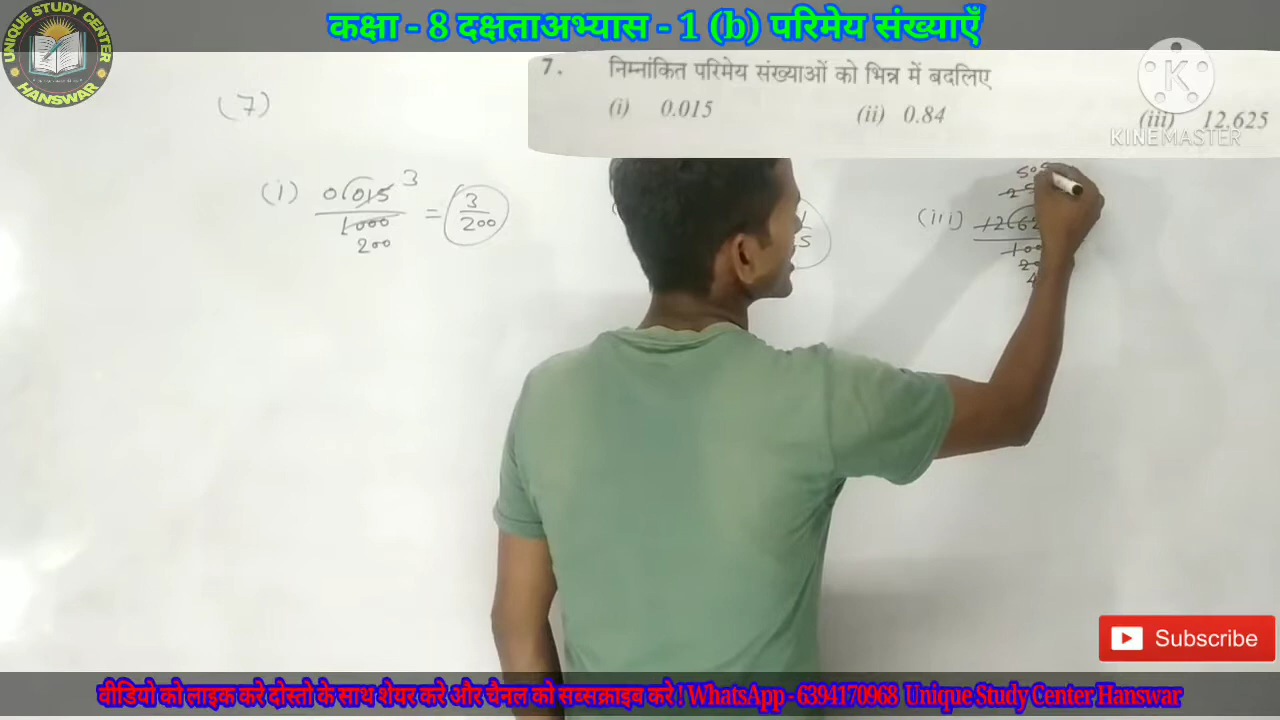 कक्षा - 8 दक्षताअभ्यास - 1 (b) परिमेय संख्याएँ
UNIQUE STUDY CENTER
HANSWAR
7. निम्नांकित परिमेय संख्याओं को भिन्न में बदलिए
(i) 0.015 (ii) 0.84 (iii) 12.625
K
KINEMASTER
(7)
(i) 0.015 3
1000 = 3/200
200
(iii)
Subscribe
वीडियो को लाइक करे दोस्तो के साथ शेयर करे और चैनल को सब्सक्राइब करे ! WhatsApp - 6394170968 Unique Study Center Hanswar